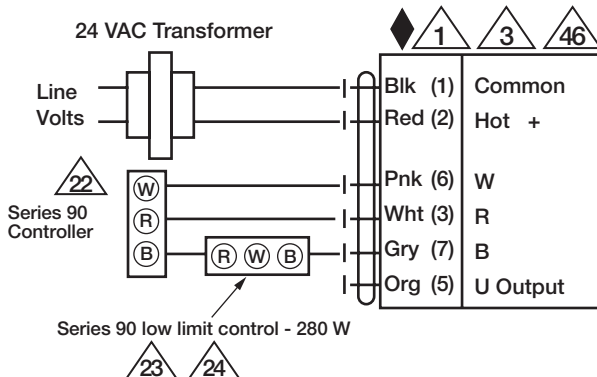 24 VAC Transformer
1 3 46
Line
Volts
Blk (1) Common
Red (2) Hot +
22
Series 90
Controller
W
R
B
R W B
Pnk (6) W
Wht (3) R
Gry (7) B
Org (5) U Output
Series 90 low limit control - 280 W
23 24